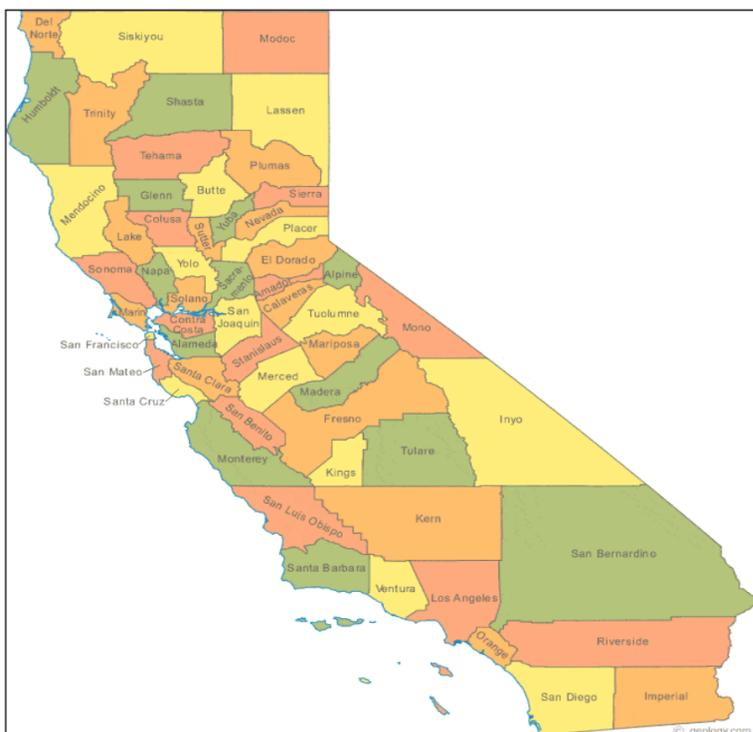 Del
Norte
Siskiyou
Modoc
Humboldt
Trinity
Shasta
Lassen
Tehama
Plumas
Mendocino
Glenn
Butte
Sierra
Colusa
Yuba
Nevada
Lake
Sutter
Placer
Sonoma
Napa
Yolo
El Dorado
Sacra-
mento
Alpine
Amador
Solano
Calaveras
Marin
Contra
Costa
San
Joaquin
Tuolumne
Mono
San Francisco
Alameda
Stanislaus
Mariposa
San Mateo
Santa Clara
Merced
Madera
Santa Cruz
San Benito
Fresno
Inyo
Monterey
Kings
Tulare
San Luis Obispo
Kern
San Bernardino
Santa Barbara
Ventura
Los Angeles
Orange
Riverside
San Diego
Imperial
© geology.com